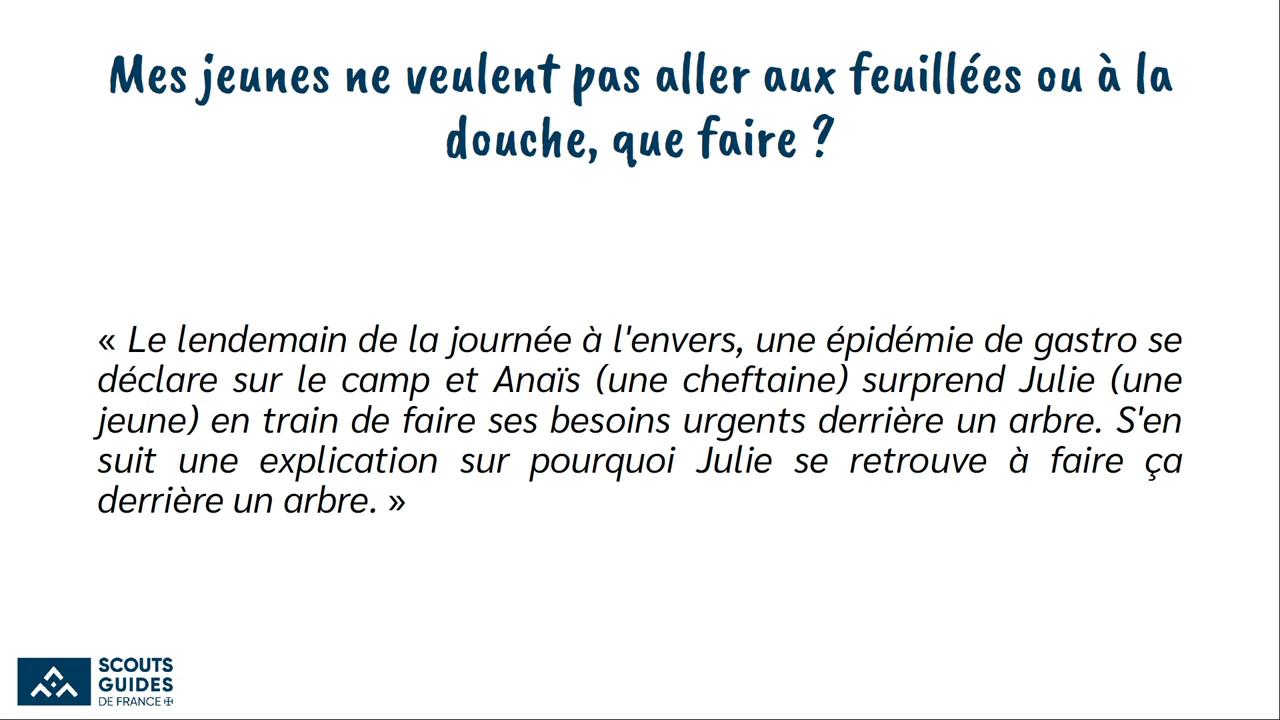 Mes jeunes ne veulent pas aller aux feuillées ou à la
douche, que faire ?
« Le lendemain de la journée à l'envers, une épidémie de gastro se
déclare sur le camp et Anaïs (une cheftaine) surprend Julie (une
jeune) en train de faire ses besoins urgents derrière un arbre. S'en
suit une explication sur pourquoi Julie se retrouve à faire ça
derrière un arbre. »
SCOUTS
GUIDES
DE FRANCE